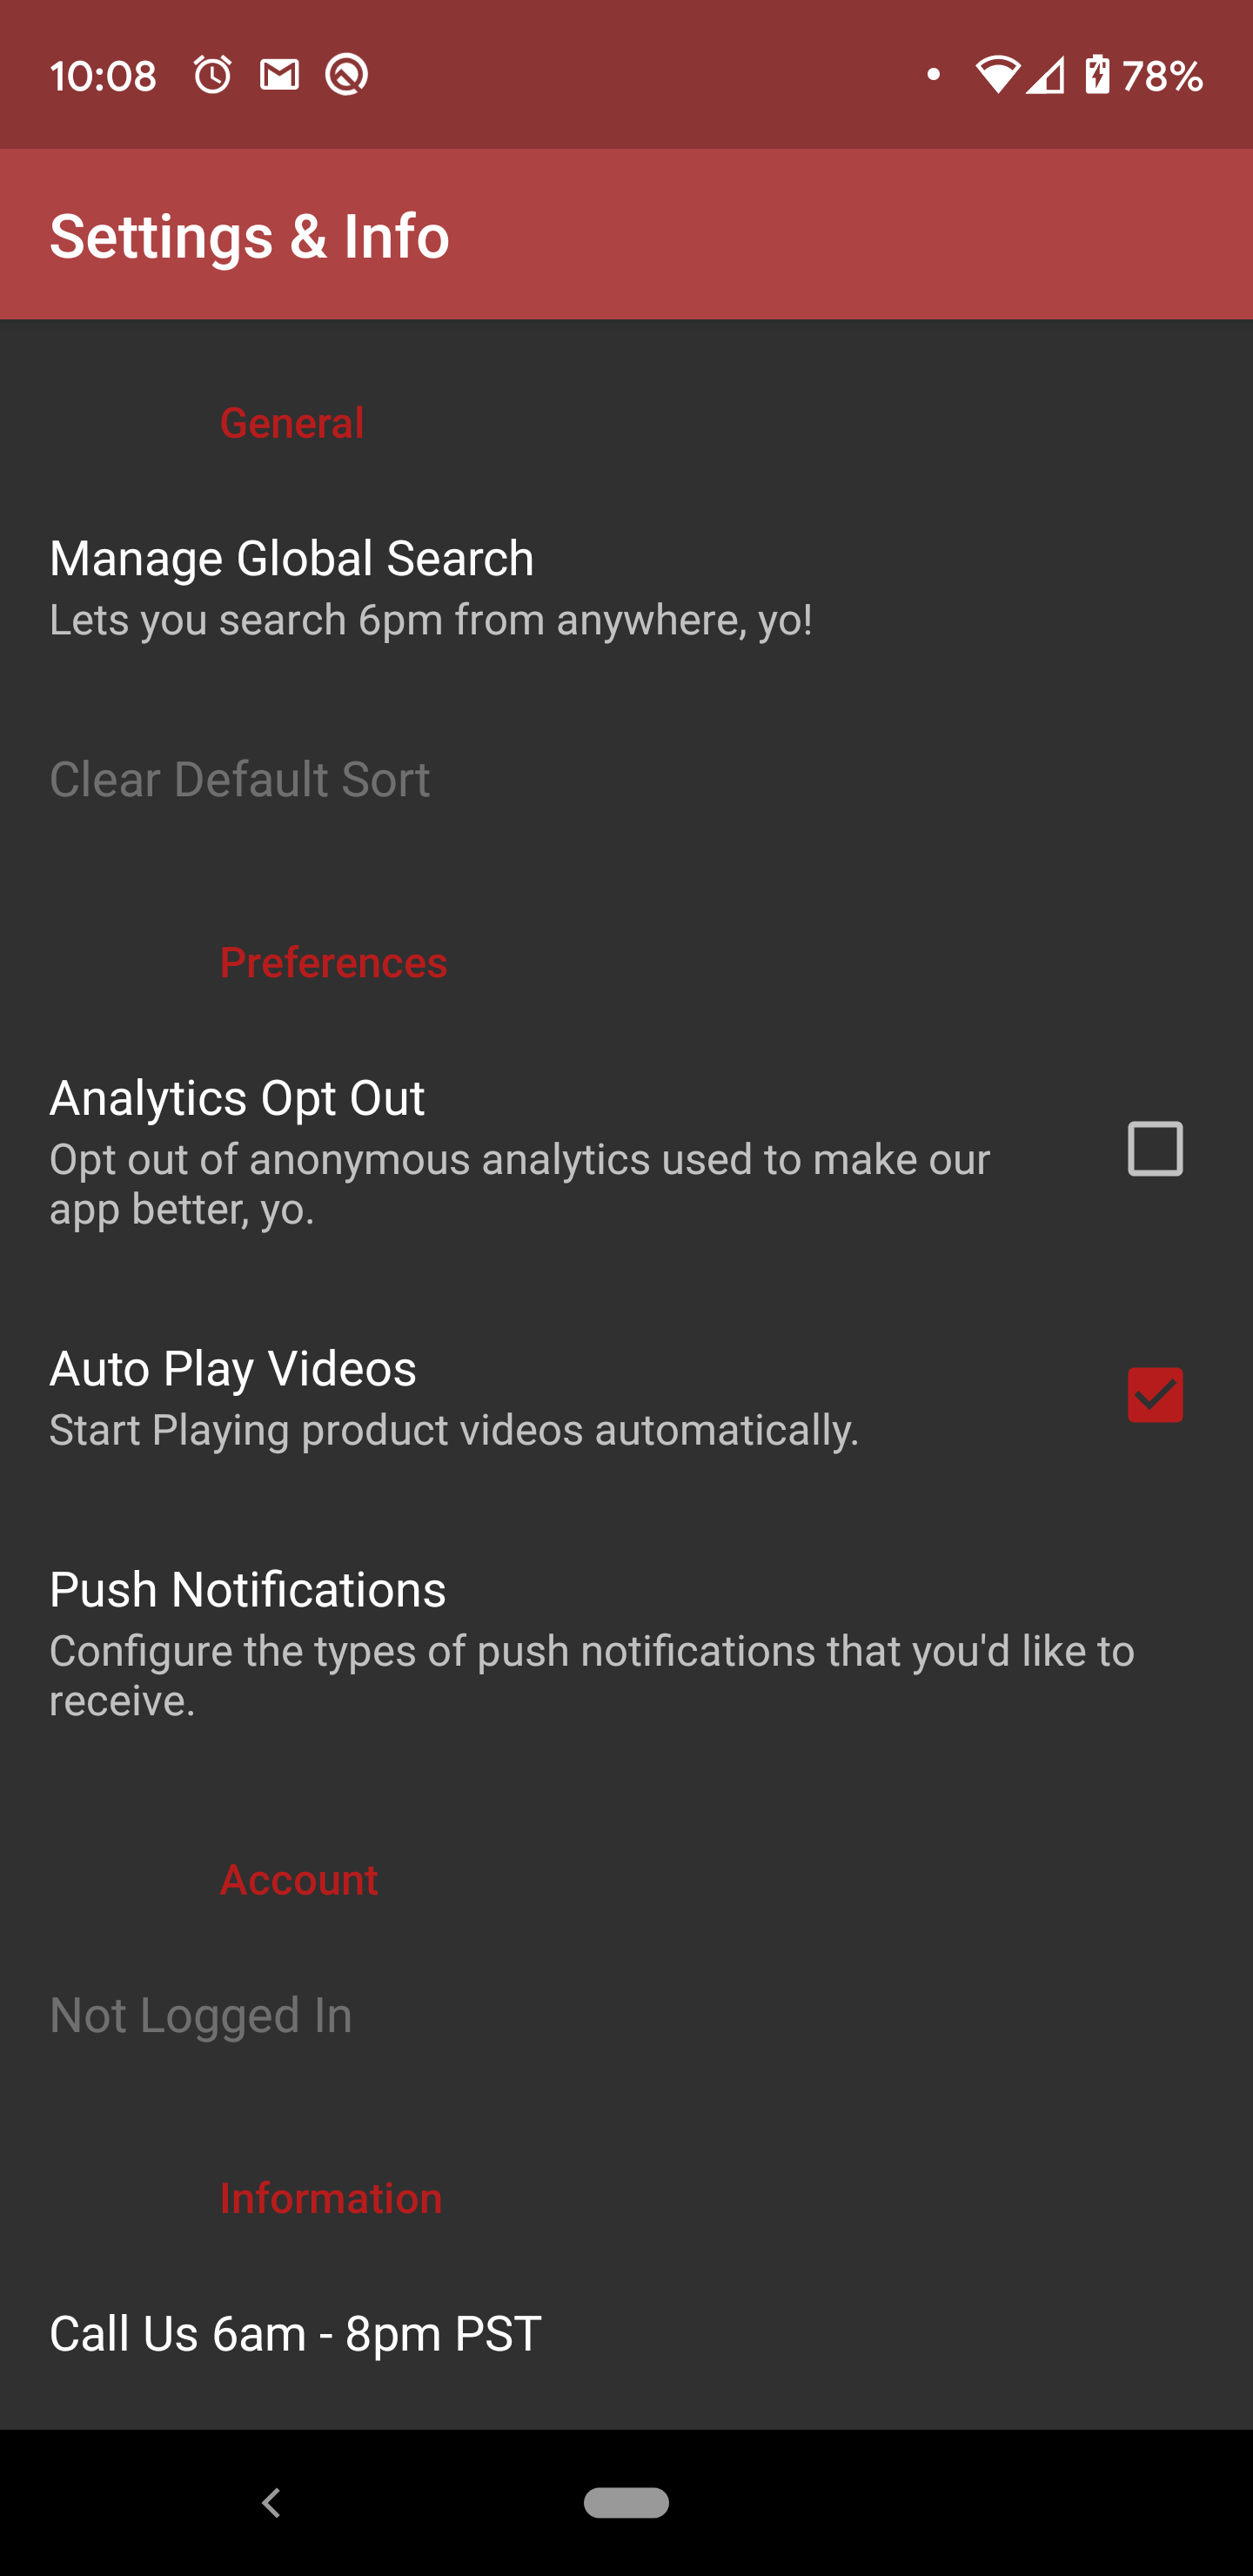 10:08
78%
Settings & Info
General
Manage Global Search
Lets you search 6pm from anywhere, yo!
Clear Default Sort
Preferences
Analytics Opt Out
Opt out of anonymous analytics used to make our
app better, yo.
Auto Play Videos
Start Playing product videos automatically.
Push Notifications
Configure the types of push notifications that you'd like to
receive.
Account
Not Logged In
Information
Call Us 6am - 8pm PST